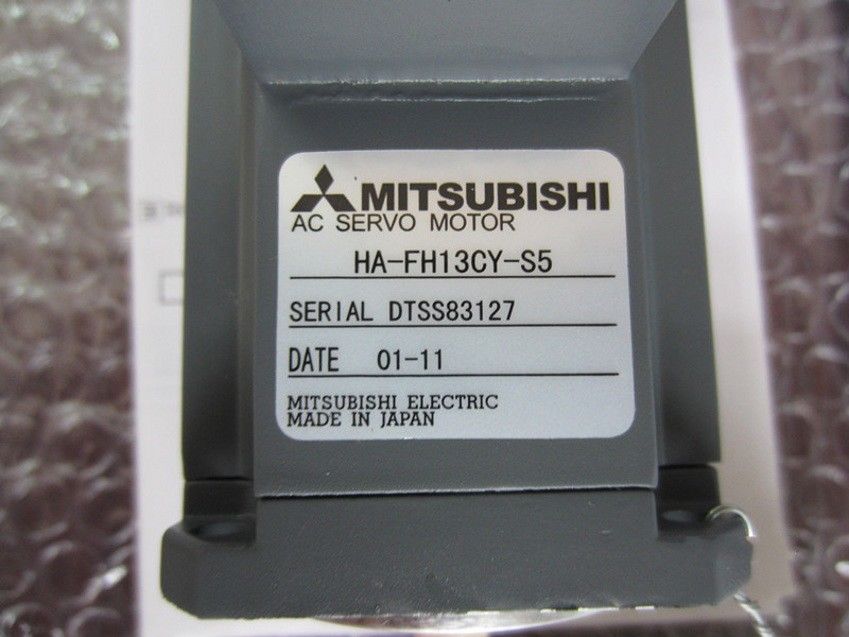 MITSUBISHI
AC SERVO MOTOR
HA-FH13CY-S5
SERIAL DTSS83127
DATE 01-11
MITSUBISHI ELECTRIC
MADE IN JAPAN